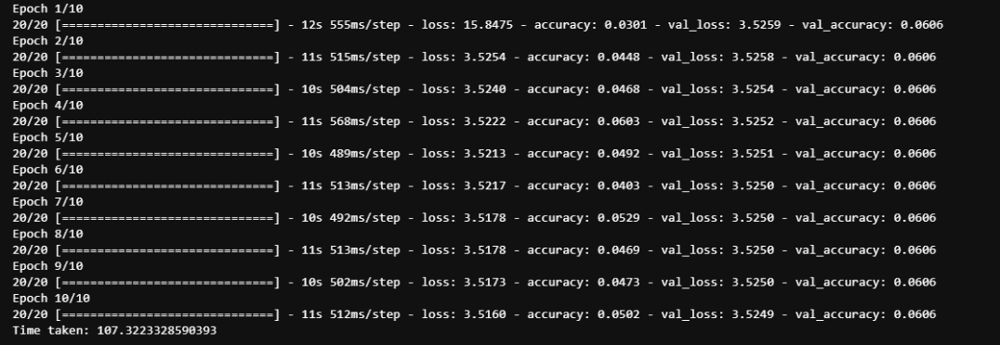 Epoch 1/10
20/20 [==============================] - 12s 555ms/step - loss: 15.8475 - accuracy: 0.0301 - val_loss: 3.5259 - val_accuracy: 0.0606
Epoch 2/10
20/20 [==============================] - 11s 515ms/step - loss: 3.5254 - accuracy: 0.0448 - val_loss: 3.5258 - val_accuracy: 0.0606
Epoch 3/10
20/20 [==============================] - 10s 504ms/step - loss: 3.5240 - accuracy: 0.0468 - val_loss: 3.5254 - val_accuracy: 0.0606
Epoch 4/10
20/20 [==============================] - 11s 568ms/step - loss: 3.5222 - accuracy: 0.0603 - val_loss: 3.5252 - val_accuracy: 0.0606
Epoch 5/10
20/20 [==============================] - 10s 489ms/step - loss: 3.5213 - accuracy: 0.0492 - val_loss: 3.5251 - val_accuracy: 0.0606
Epoch 6/10
20/20 [==============================] - 11s 513ms/step - loss: 3.5217 - accuracy: 0.0403 - val_loss: 3.5250 - val_accuracy: 0.0606
Epoch 7/10
20/20 [==============================] - 10s 492ms/step - loss: 3.5178 - accuracy: 0.0529 - val_loss: 3.5250 - val_accuracy: 0.0606
Epoch 8/10
20/20 [==============================] - 11s 513ms/step - loss: 3.5178 - accuracy: 0.0469 - val_loss: 3.5250 - val_accuracy: 0.0606
Epoch 9/10
20/20 [==============================] - 10s 502ms/step - loss: 3.5173 - accuracy: 0.0473 - val_loss: 3.5250 - val_accuracy: 0.0606
Epoch 10/10
20/20 [==============================] - 11s 512ms/step - loss: 3.5160 - accuracy: 0.0502 - val_loss: 3.5249 - val_accuracy: 0.0606
Time taken: 107.3223328590393